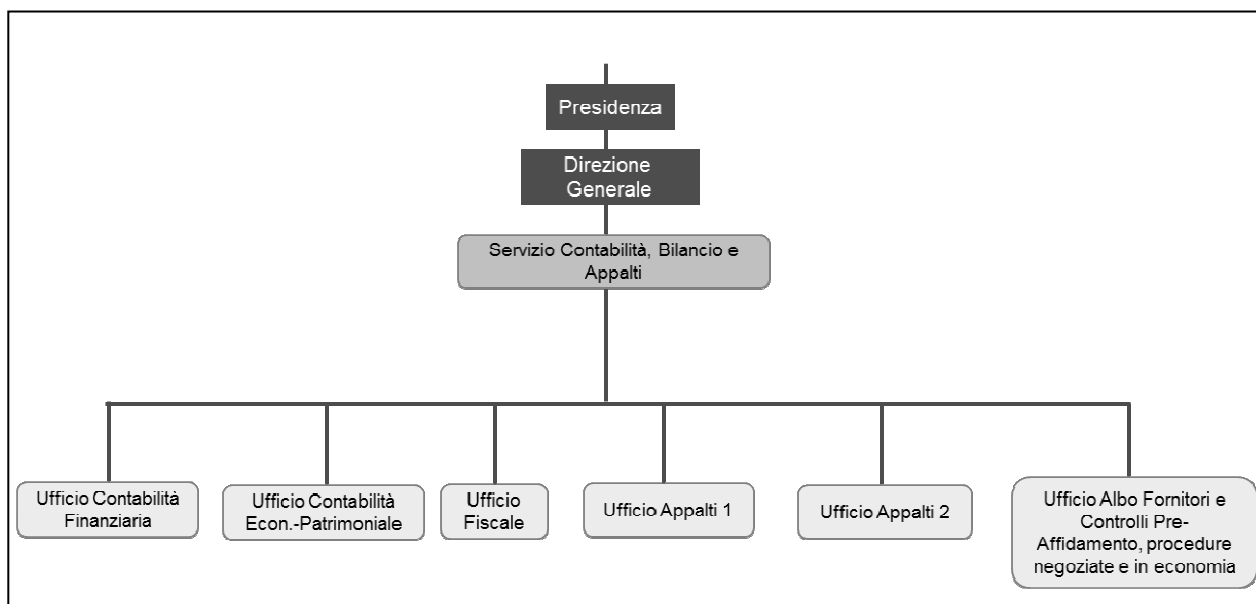 Presidenza
Direzione
Generale
Servizio Contabilità, Bilancio e
Appalti
Ufficio Contabilità
Finanziaria
Ufficio Contabilità
Econ.-Patrimoniale
Ufficio
Fiscale
Ufficio Appalti 1
Ufficio Appalti 2
Ufficio Albo Fornitori e
Controlli Pre-
Affidamento, procedure
negoziate e in economia